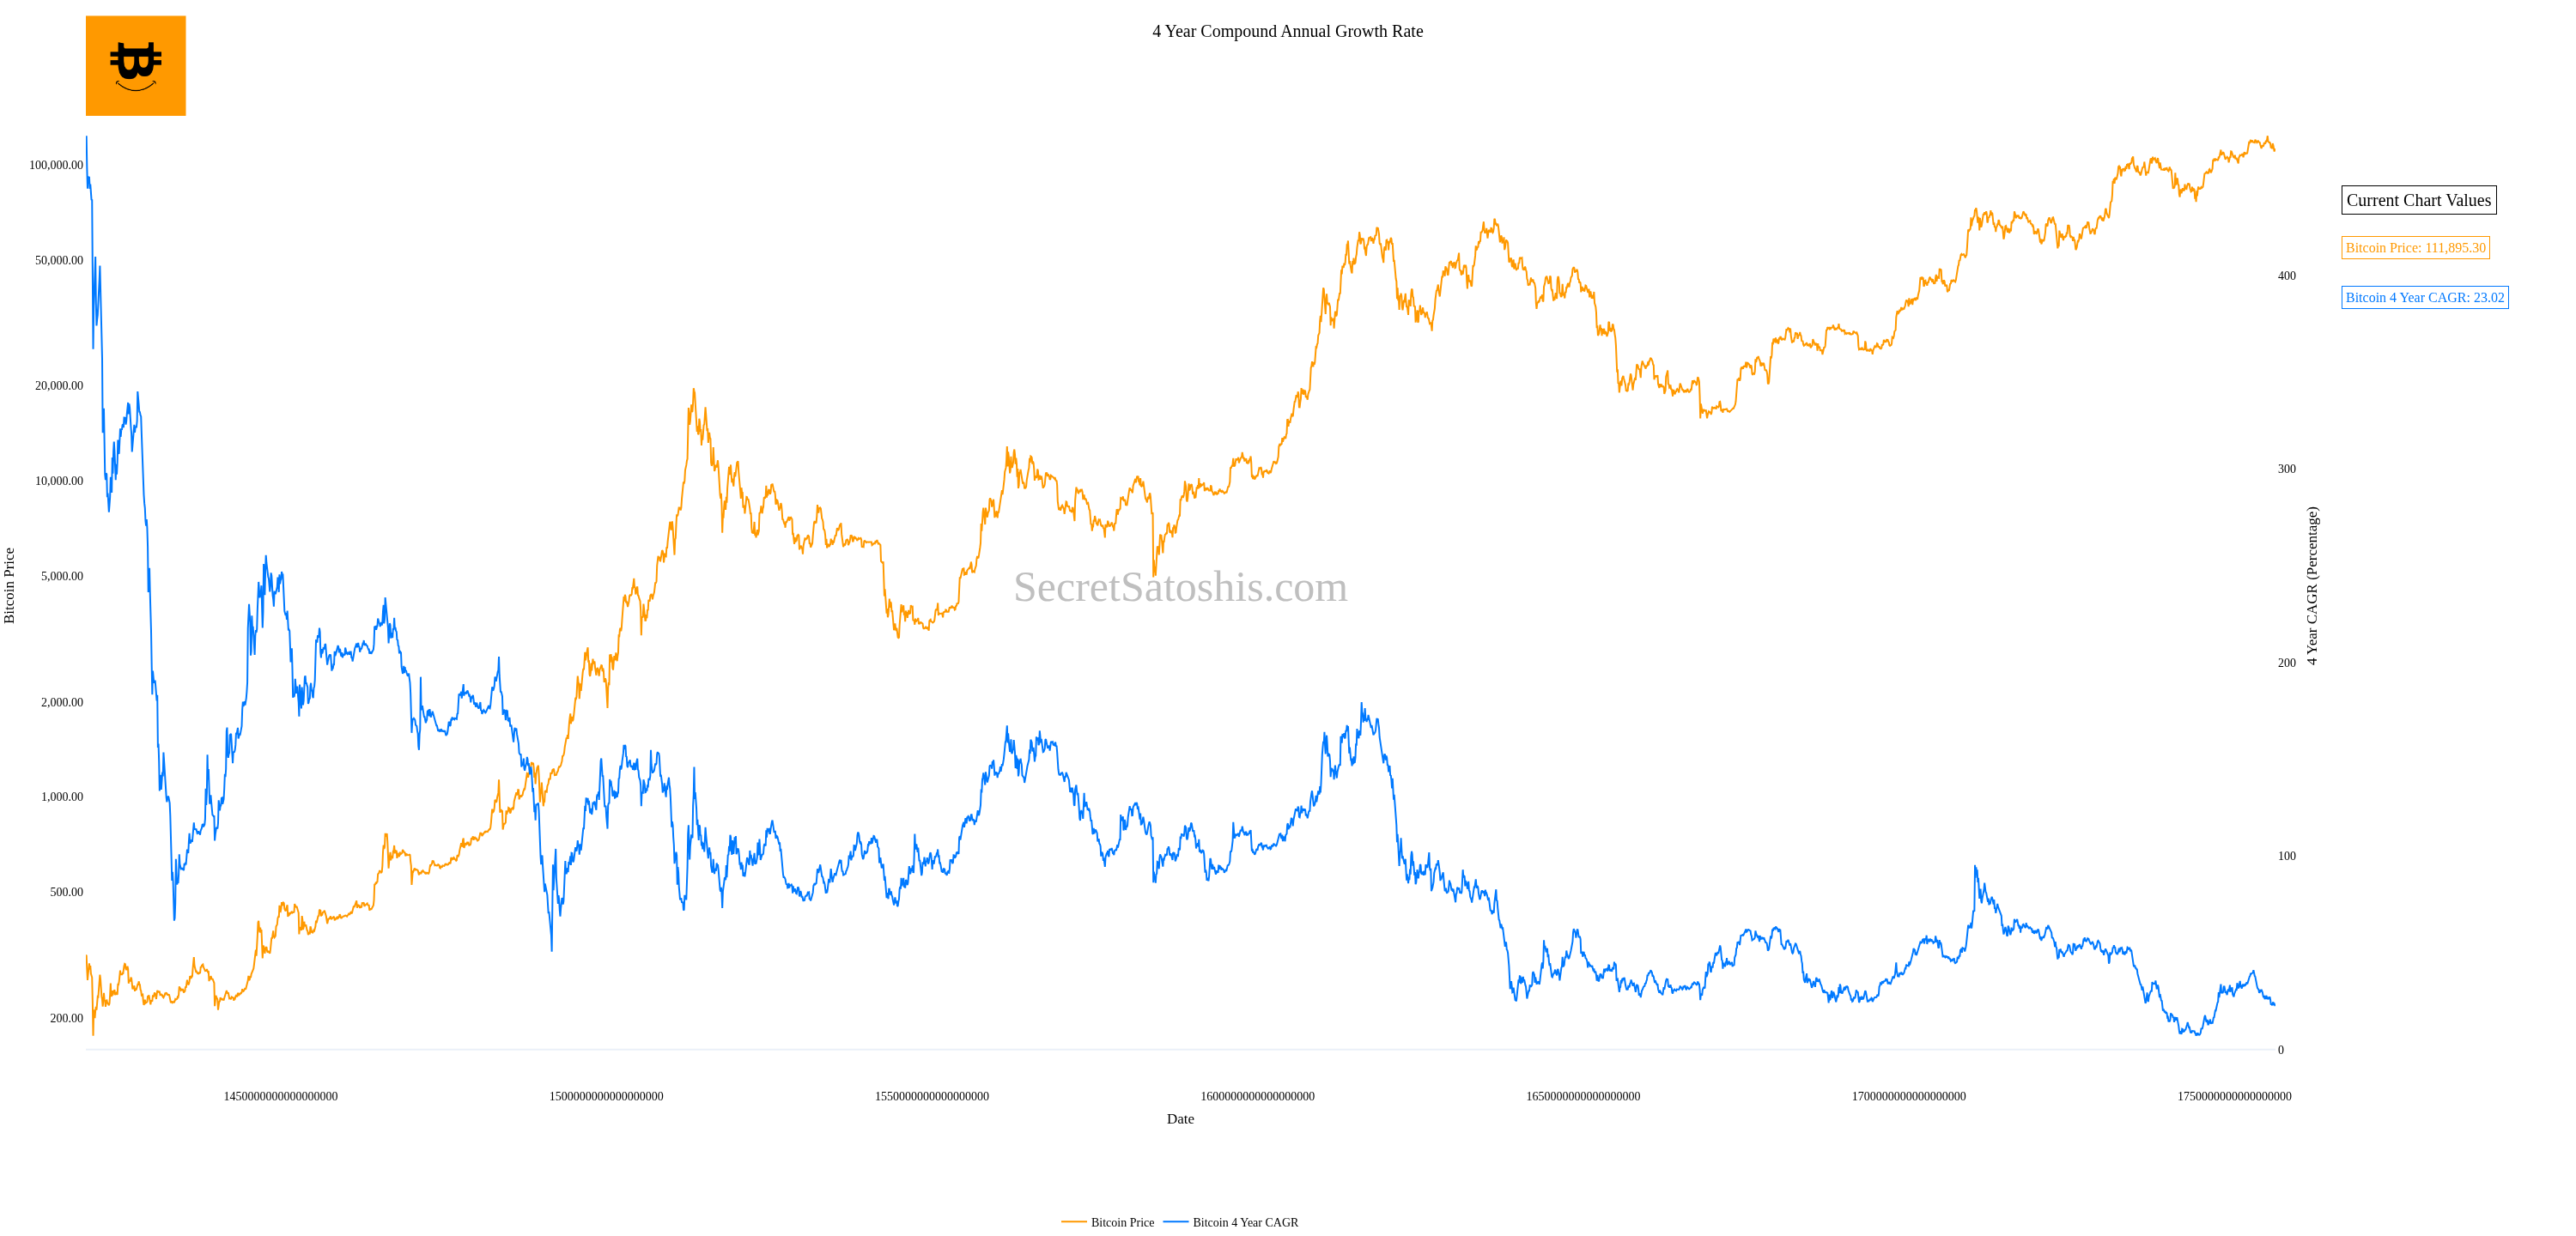 4 Year Compound Annual Growth Rate
100,000.00
50,000.00
20,000.00
10,000.00
5,000.00
2,000.00
1,000.00
500.00
200.00
Bitcoin Price
SecretSatoshis.com
400
300
200
100
0
4 Year CAGR (Percentage)
Current Chart Values
Bitcoin Price: 111,895.30
Bitcoin 4 Year CAGR: 23.02
1450000000000000000
1500000000000000000
1550000000000000000
1600000000000000000
1650000000000000000
1700000000000000000
1750000000000000000
Date
Bitcoin Price
Bitcoin 4 Year CAGR